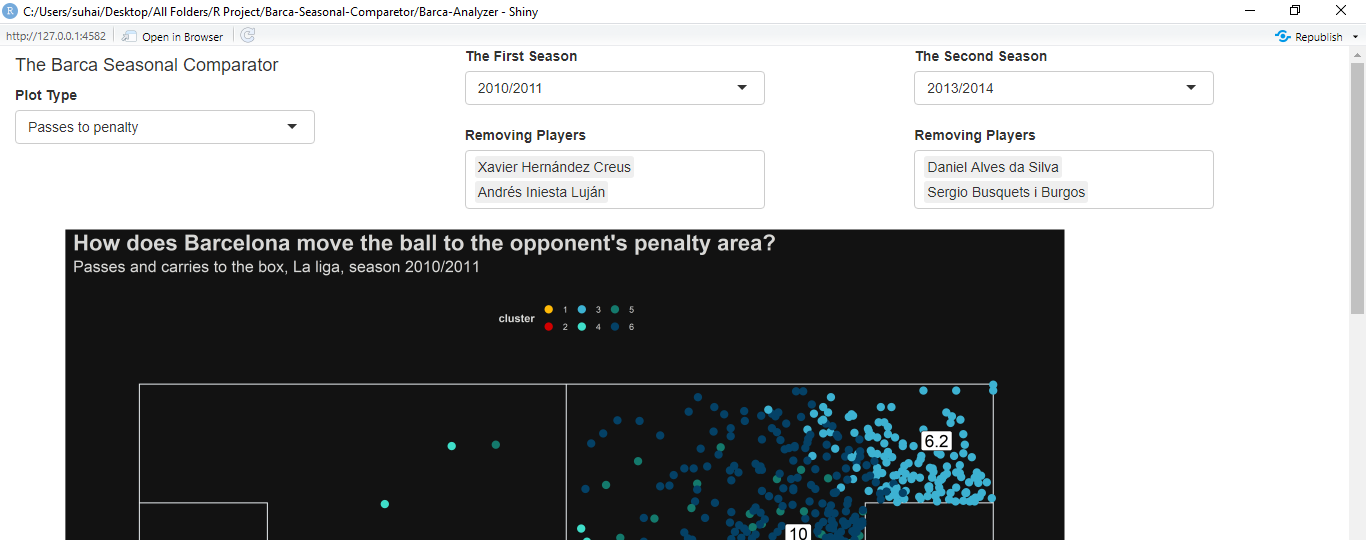 C:/Users/suhai/Desktop/All Folders/R Project/Barca-Seasonal-Comparetor/Barca-Analyzer - Shiny
http://127.0.0.1:4582 Open in Browser Republish
The Barca Seasonal Comparator
Plot Type
Passes to penalty
The First Season
2010/2011
Removing Players
Xavier Hernández Creus
Andrés Iniesta Luján
The Second Season
2013/2014
Removing Players
Daniel Alves da Silva
Sergio Busquets i Burgos
How does Barcelona move the ball to the opponent's penalty area?
Passes and carries to the box, La liga, season 2010/2011
cluster
1 3 5
2 4 6
6.2
10